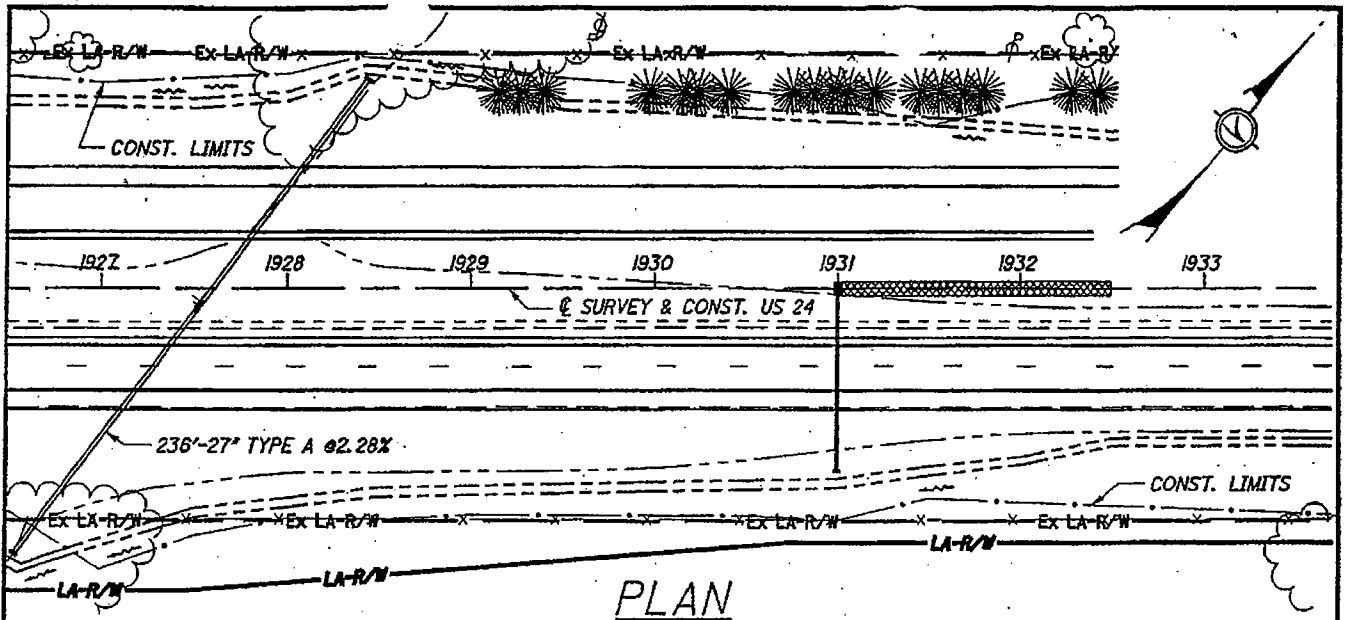 Ex LA-R/W Ex LA-R/W Ex LA-R/W Ex LA-R/
CONST. LIMITS
1927 1928 1929 1930 1931 1932 1933
℄ SURVEY & CONST. US 24
236'-27" TYPE A @2.28%
CONST. LIMITS
Ex LA-R/W Ex LA-R/W Ex LA-R/W Ex LA-R/W
LA-R/W LA-R/W LA-R/W
PLAN